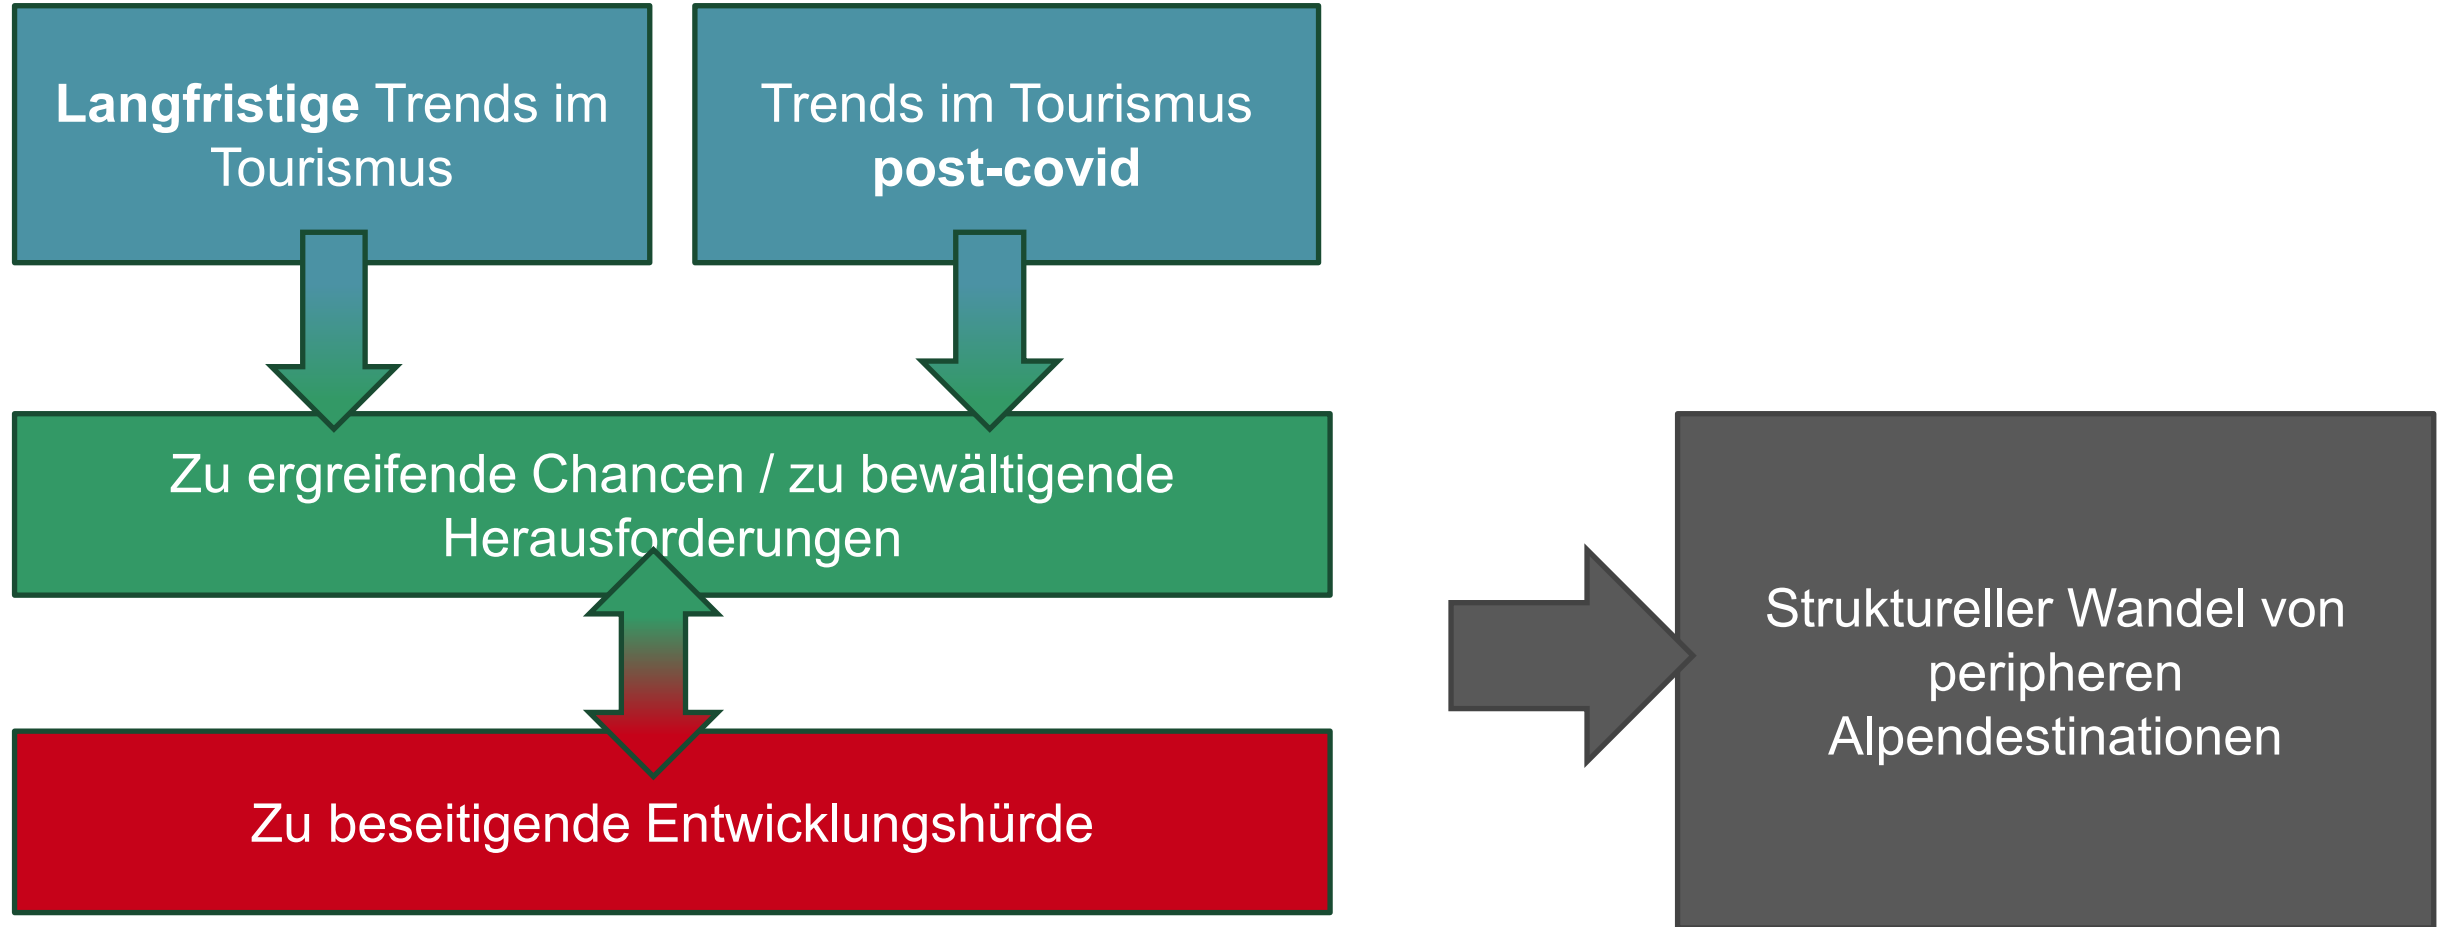 Langfristige Trends im
Tourismus
Trends im Tourismus
post-covid
Zu ergreifende Chancen / zu bewältigende
Herausforderungen
Zu beseitigende Entwicklungshürde
Struktureller Wandel von
peripheren
Alpendestinationen